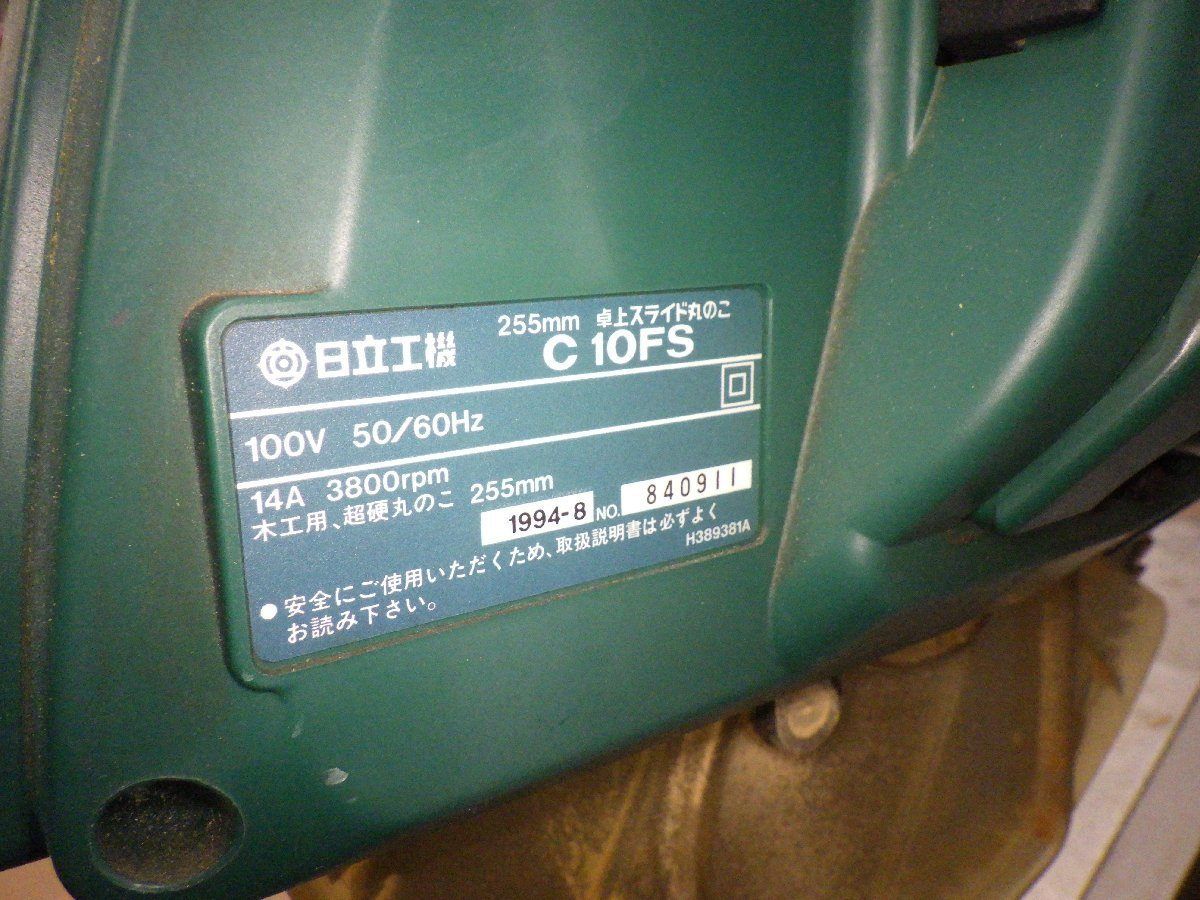 日立工機
255mm 卓上スライド丸のこ
C 10FS
100V 50/60Hz
14A 3800rpm
木工用、超硬丸のこ 255mm
1994-8 NO. 840911
H389381A
●安全にご使用いただくため、取扱説明書は必ずよく
お読み下さい。